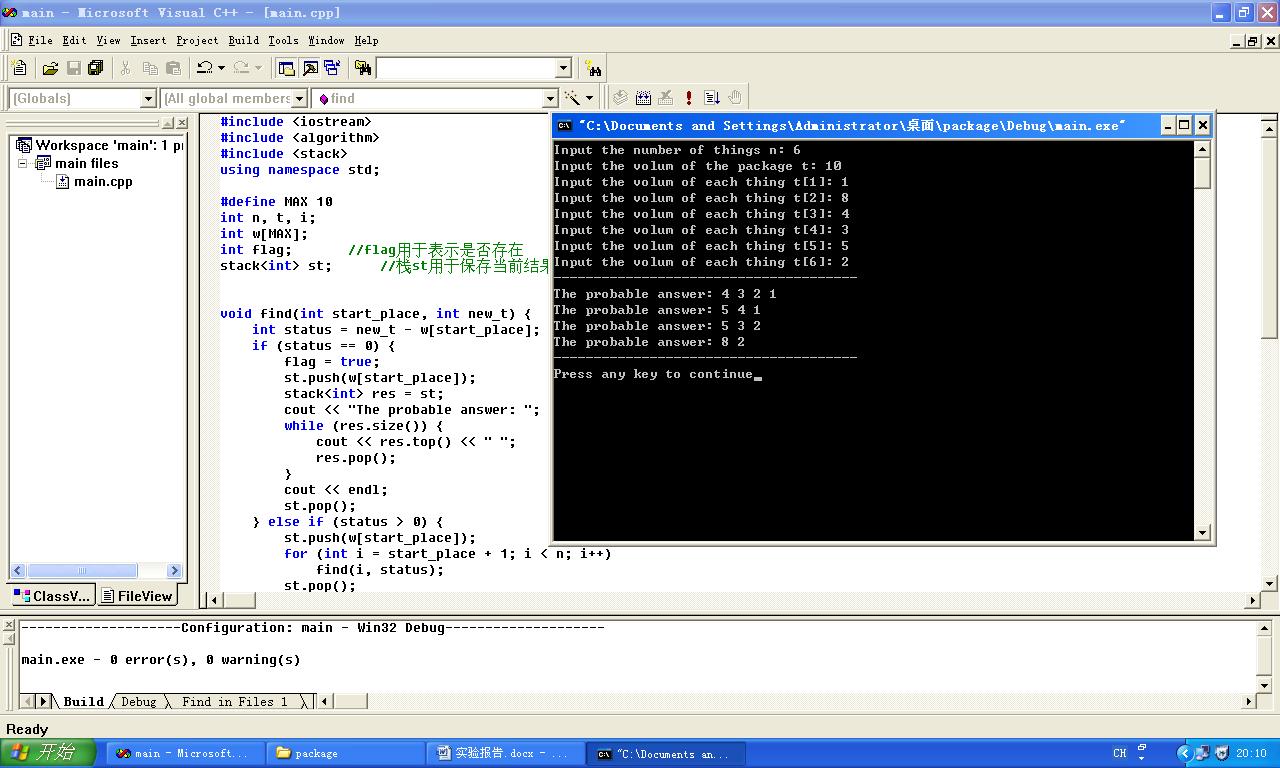 main - Microsoft Visual C++ - [main.cpp]
File Edit View Insert Project Build Tools Window Help
(Globals) (All global members find
Workspace 'main': 1 p
main files
main.cpp
ClassV... FileView
#include <iostream>
#include <algorithm>
#include <stack>
using namespace std;
#define MAX 10
int n, t, i;
int w[MAX];
int flag; //flag用于表示是否存在
stack<int> st; //栈st用于保存当前结果
void find(int start_place, int new_t) {
int status = new_t - w[start_place];
if (status == 0) {
flag = true;
st.push(w[start_place]);
stack<int> res = st;
cout << "The probable answer: ";
while (res.size()) {
cout << res.top() << " ";
res.pop();
}
cout << endl;
st.pop();
} else if (status > 0) {
st.push(w[start_place]);
for (int i = start_place + 1; i < n; i++)
find(i, status);
st.pop();
"C:\Documents and Settings\Administrator\桌面\package\Debug\main.exe"
Input the number of things n: 6
Input the volum of the package t: 10
Input the volum of each thing t[1]: 1
Input the volum of each thing t[2]: 8
Input the volum of each thing t[3]: 4
Input the volum of each thing t[4]: 3
Input the volum of each thing t[5]: 5
Input the volum of each thing t[6]: 2
--------------------------------------
The probable answer: 4 3 2 1
The probable answer: 5 4 1
The probable answer: 5 3 2
The probable answer: 8 2
--------------------------------------
Press any key to continue_
--------------------Configuration: main - Win32 Debug--------------------
main.exe - 0 error(s), 0 warning(s)
Build Debug Find in Files 1
Ready
开始 main - Microsoft... package 实验报告.docx - ... "C:\Documents an... CH 20:10